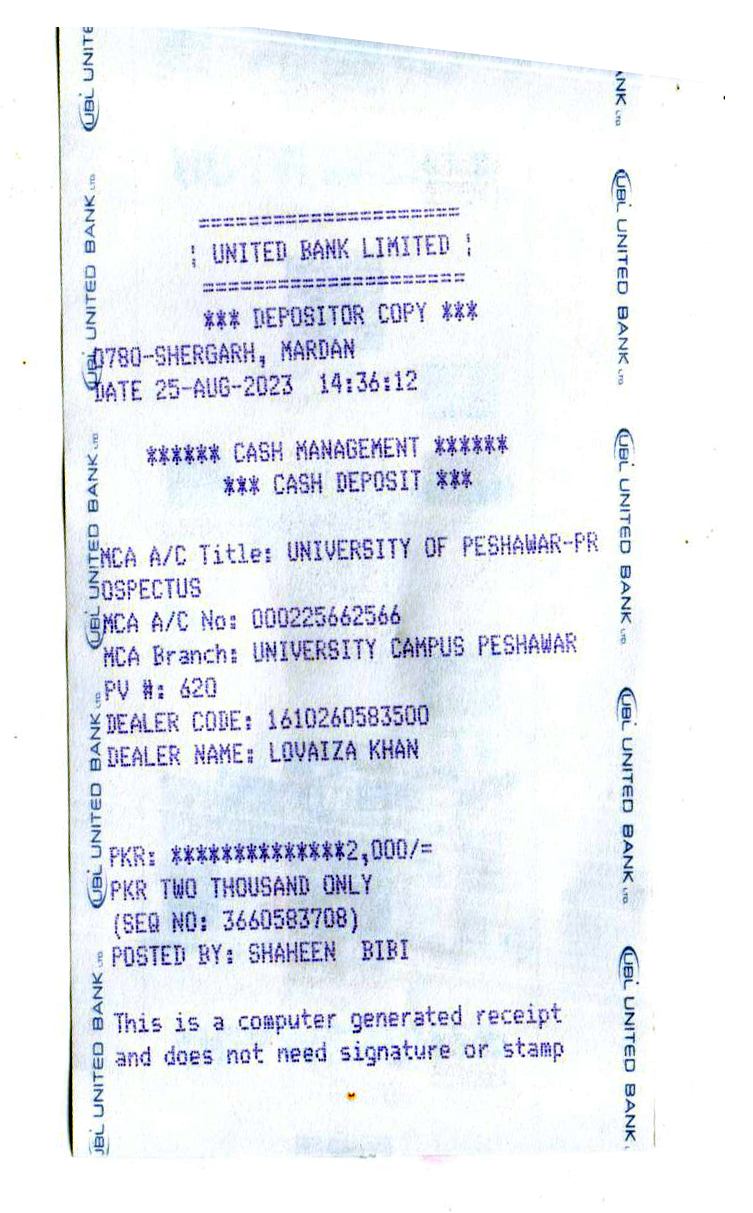 =====================
¦ UNITED BANK LIMITED ¦
=====================
*** DEPOSITOR COPY ***
0780-SHERGARH, MARDAN
DATE 25-AUG-2023 14:36:12
****** CASH MANAGEMENT ******
*** CASH DEPOSIT ***
MCA A/C Title: UNIVERSITY OF PESHAWAR-PR
OSPECTUS
MCA A/C No: 000225662566
MCA Branch: UNIVERSITY CAMPUS PESHAWAR
PV #: 620
DEALER CODE: 1610260583500
DEALER NAME: LOVAIZA KHAN
PKR: **************2,000/=
PKR TWO THOUSAND ONLY
(SEQ NO: 3660583708)
POSTED BY: SHAHEEN BIBI
This is a computer generated receipt
and does not need signature or stamp
UBL UNITE
UBL UNITED BANK LTD
UBL UNITED BANK LTD
UBL UNITED BANK LTD
UBL UNITED BANK LTD
NK LTD
UBL UNITED BANK LTD
UBL UNITED BANK LTD
UBL UNITED BANK LTD
UBL UNITED BANK